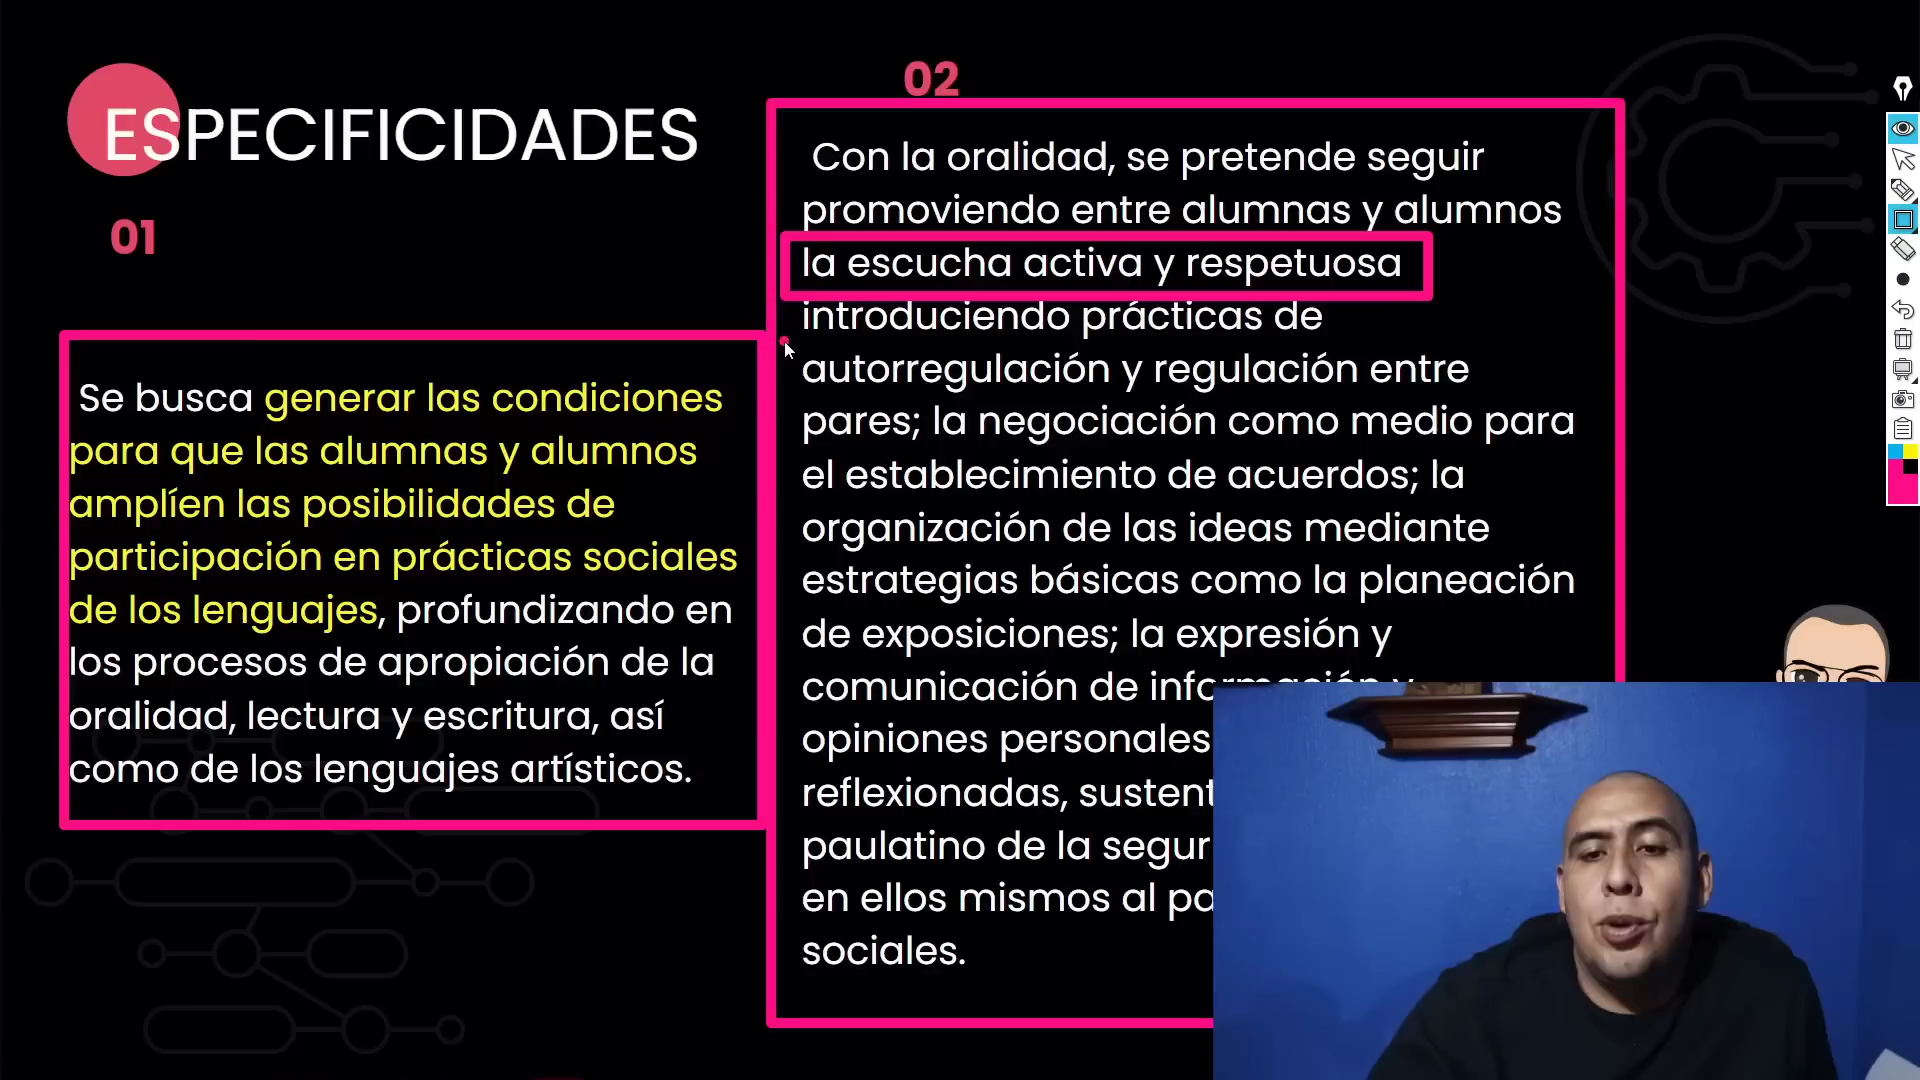 ESPECIFICIDADES
01
Se busca generar las condiciones
para que las alumnas y alumnos
amplíen las posibilidades de
participación en prácticas sociales
de los lenguajes, profundizando en
los procesos de apropiación de la
oralidad, lectura y escritura, así
como de los lenguajes artísticos.
02
Con la oralidad, se pretende seguir
promoviendo entre alumnas y alumnos
la escucha activa y respetuosa
introduciendo prácticas de
autorregulación y regulación entre
pares; la negociación como medio para
el establecimiento de acuerdos; la
organización de las ideas mediante
estrategias básicas como la planeación
de exposiciones; la expresión y
comunicación de información y
opiniones personales
reflexionadas,
paulatino de la
en ellos mismos al
sociales.